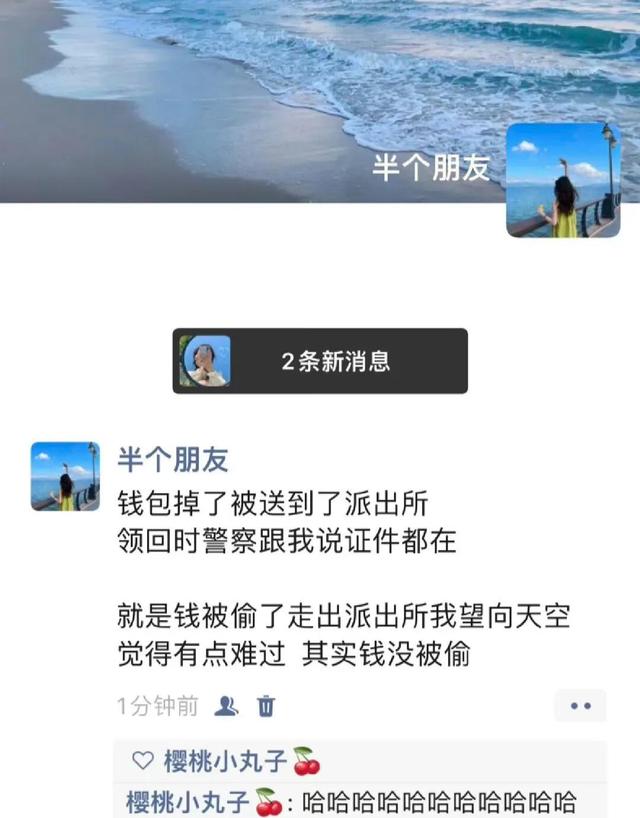 半个朋友
2条新消息
半个朋友
钱包掉了被送到了派出所
领回时警察跟我说证件都在
就是钱被偷了走出派出所我望向天空
觉得有点难过 其实钱没被偷
1分钟前
樱桃小丸子🍒
樱桃小丸子🍒: 哈哈哈哈哈哈哈哈哈哈哈